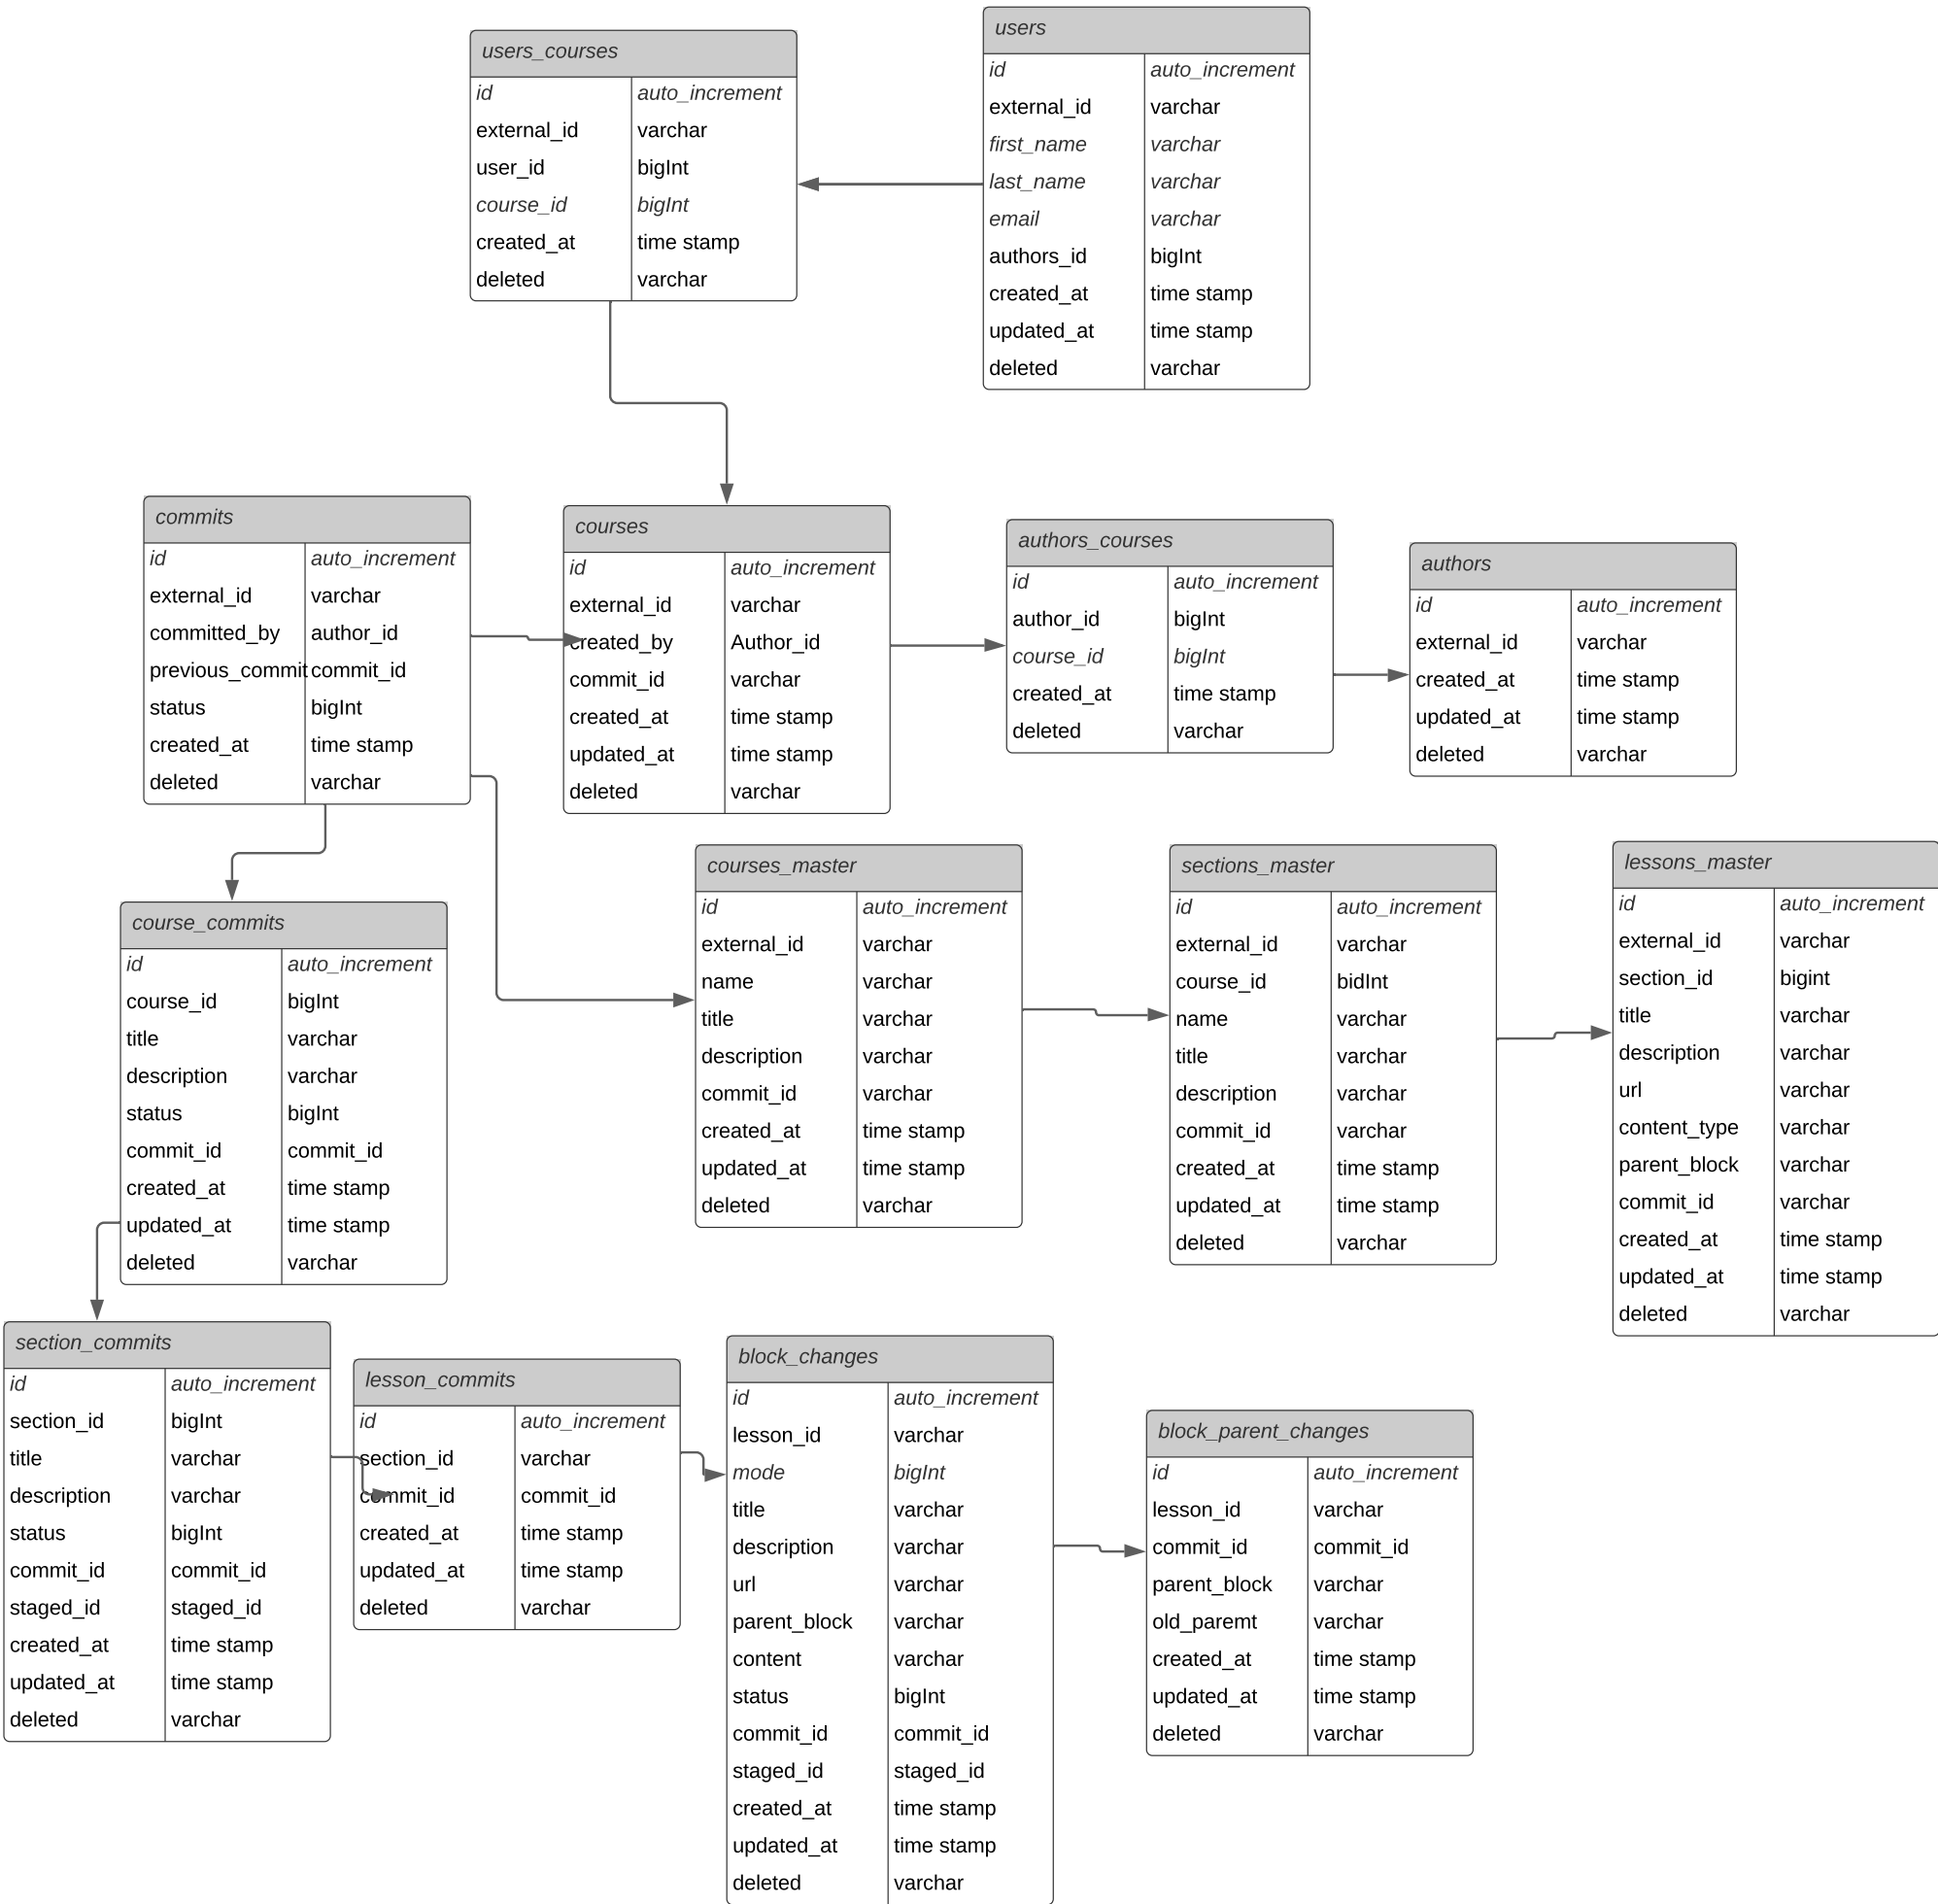 users
id auto_increment
external_id varchar
first_name varchar
last_name varchar
email varchar
authors_id bigInt
created_at time stamp
updated_at time stamp
deleted varchar
users_courses
id auto_increment
external_id varchar
user_id bigInt
course_id bigInt
created_at time stamp
deleted varchar
commits
id auto_increment
external_id varchar
committed_by author_id
previous_commit commit_id
status bigInt
created_at time stamp
deleted varchar
courses
id auto_increment
external_id varchar
created_by Author_id
commit_id varchar
created_at time stamp
updated_at time stamp
deleted varchar
authors_courses
id auto_increment
author_id bigInt
course_id bigInt
created_at time stamp
deleted varchar
authors
id auto_increment
external_id varchar
created_at time stamp
updated_at time stamp
deleted varchar
course_commits
id auto_increment
course_id bigInt
title varchar
description varchar
status bigInt
commit_id commit_id
created_at time stamp
updated_at time stamp
deleted varchar
courses_master
id auto_increment
external_id varchar
name varchar
title varchar
description varchar
commit_id varchar
created_at time stamp
updated_at time stamp
deleted varchar
sections_master
id auto_increment
external_id varchar
course_id bidInt
name varchar
title varchar
description varchar
commit_id varchar
created_at time stamp
updated_at time stamp
deleted varchar
lessons_master
id auto_increment
external_id varchar
section_id bigint
title varchar
description varchar
url varchar
content_type varchar
parent_block varchar
commit_id varchar
created_at time stamp
updated_at time stamp
deleted varchar
section_commits
id auto_increment
section_id bigInt
title varchar
description varchar
status bigInt
commit_id commit_id
staged_id staged_id
created_at time stamp
updated_at time stamp
deleted varchar
lesson_commits
id auto_increment
section_id varchar
commit_id commit_id
created_at time stamp
updated_at time stamp
deleted varchar
block_changes
id auto_increment
lesson_id varchar
mode bigInt
title varchar
description varchar
url varchar
parent_block varchar
content varchar
status bigInt
commit_id commit_id
staged_id staged_id
created_at time stamp
updated_at time stamp
deleted varchar
block_parent_changes
id auto_increment
lesson_id varchar
commit_id commit_id
parent_block varchar
old_paremt varchar
created_at time stamp
updated_at time stamp
deleted varchar